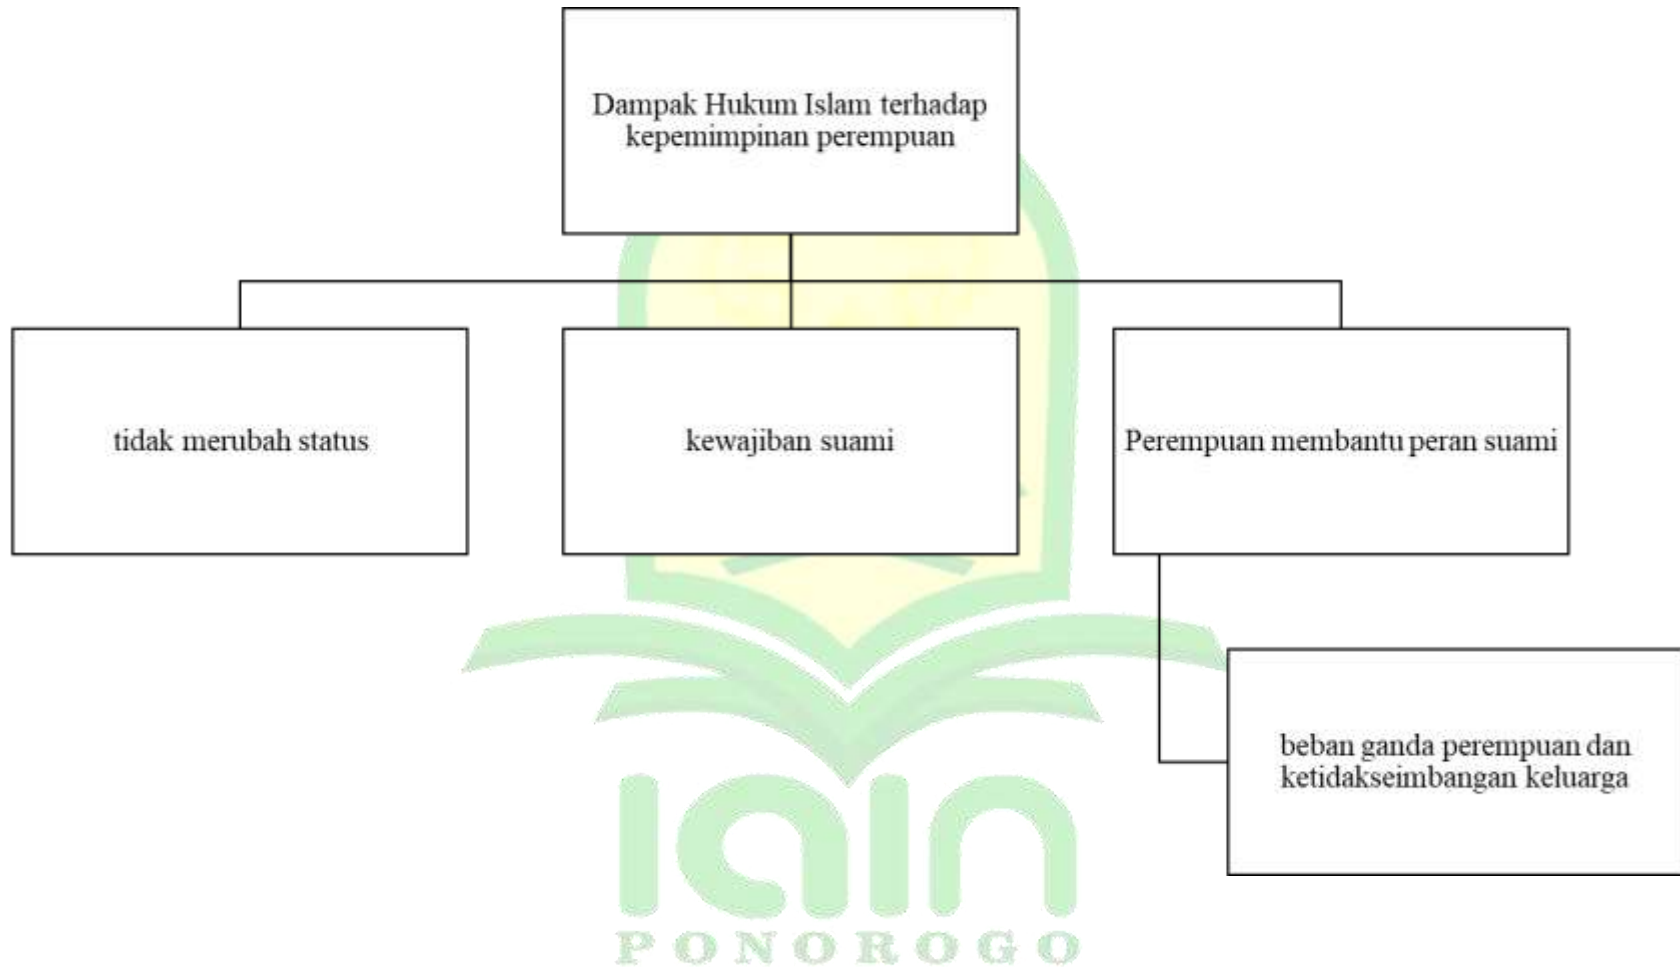 Dampak Hukum Islam terhadap
kepemimpinan perempuan
tidak merubah status
kewajiban suami
Perempuan membantu peran suami
beban ganda perempuan dan
ketidakseimbangan keluarga
IAIN
PONOROGO